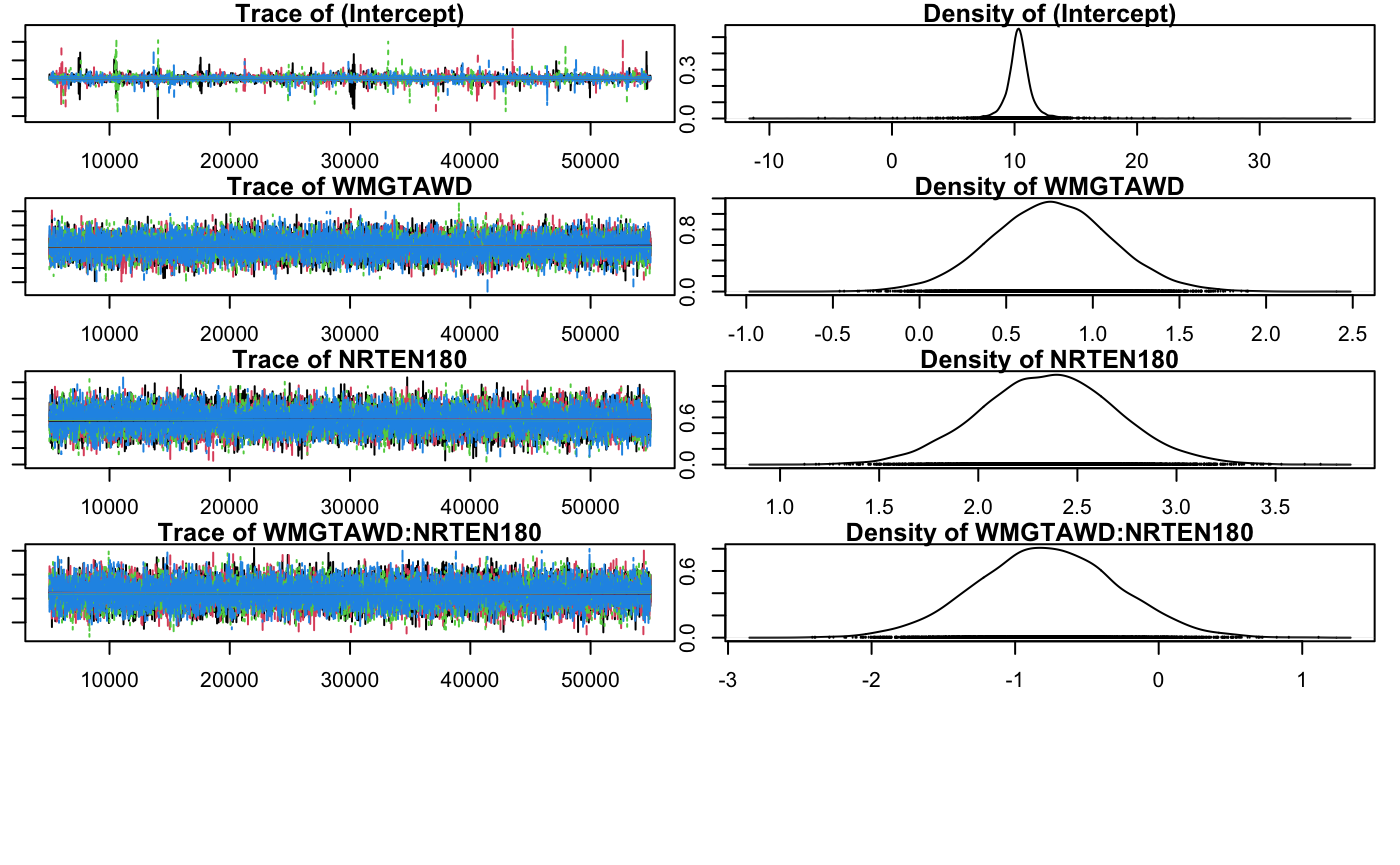 Trace of (Intercept) Density of (Intercept)
0.0 0.3
10000 20000 30000 40000 50000 -10 0 10 20 30
Trace of WMGTAWD Density of WMGTAWD
0.0 0.8
10000 20000 30000 40000 50000 -1.0 -0.5 0.0 0.5 1.0 1.5 2.0 2.5
Trace of NRTEN180 Density of NRTEN180
0.0 0.6
10000 20000 30000 40000 50000 1.0 1.5 2.0 2.5 3.0 3.5
Trace of WMGTAWD:NRTEN180 Density of WMGTAWD:NRTEN180
0.0 0.6
10000 20000 30000 40000 50000 -3 -2 -1 0 1